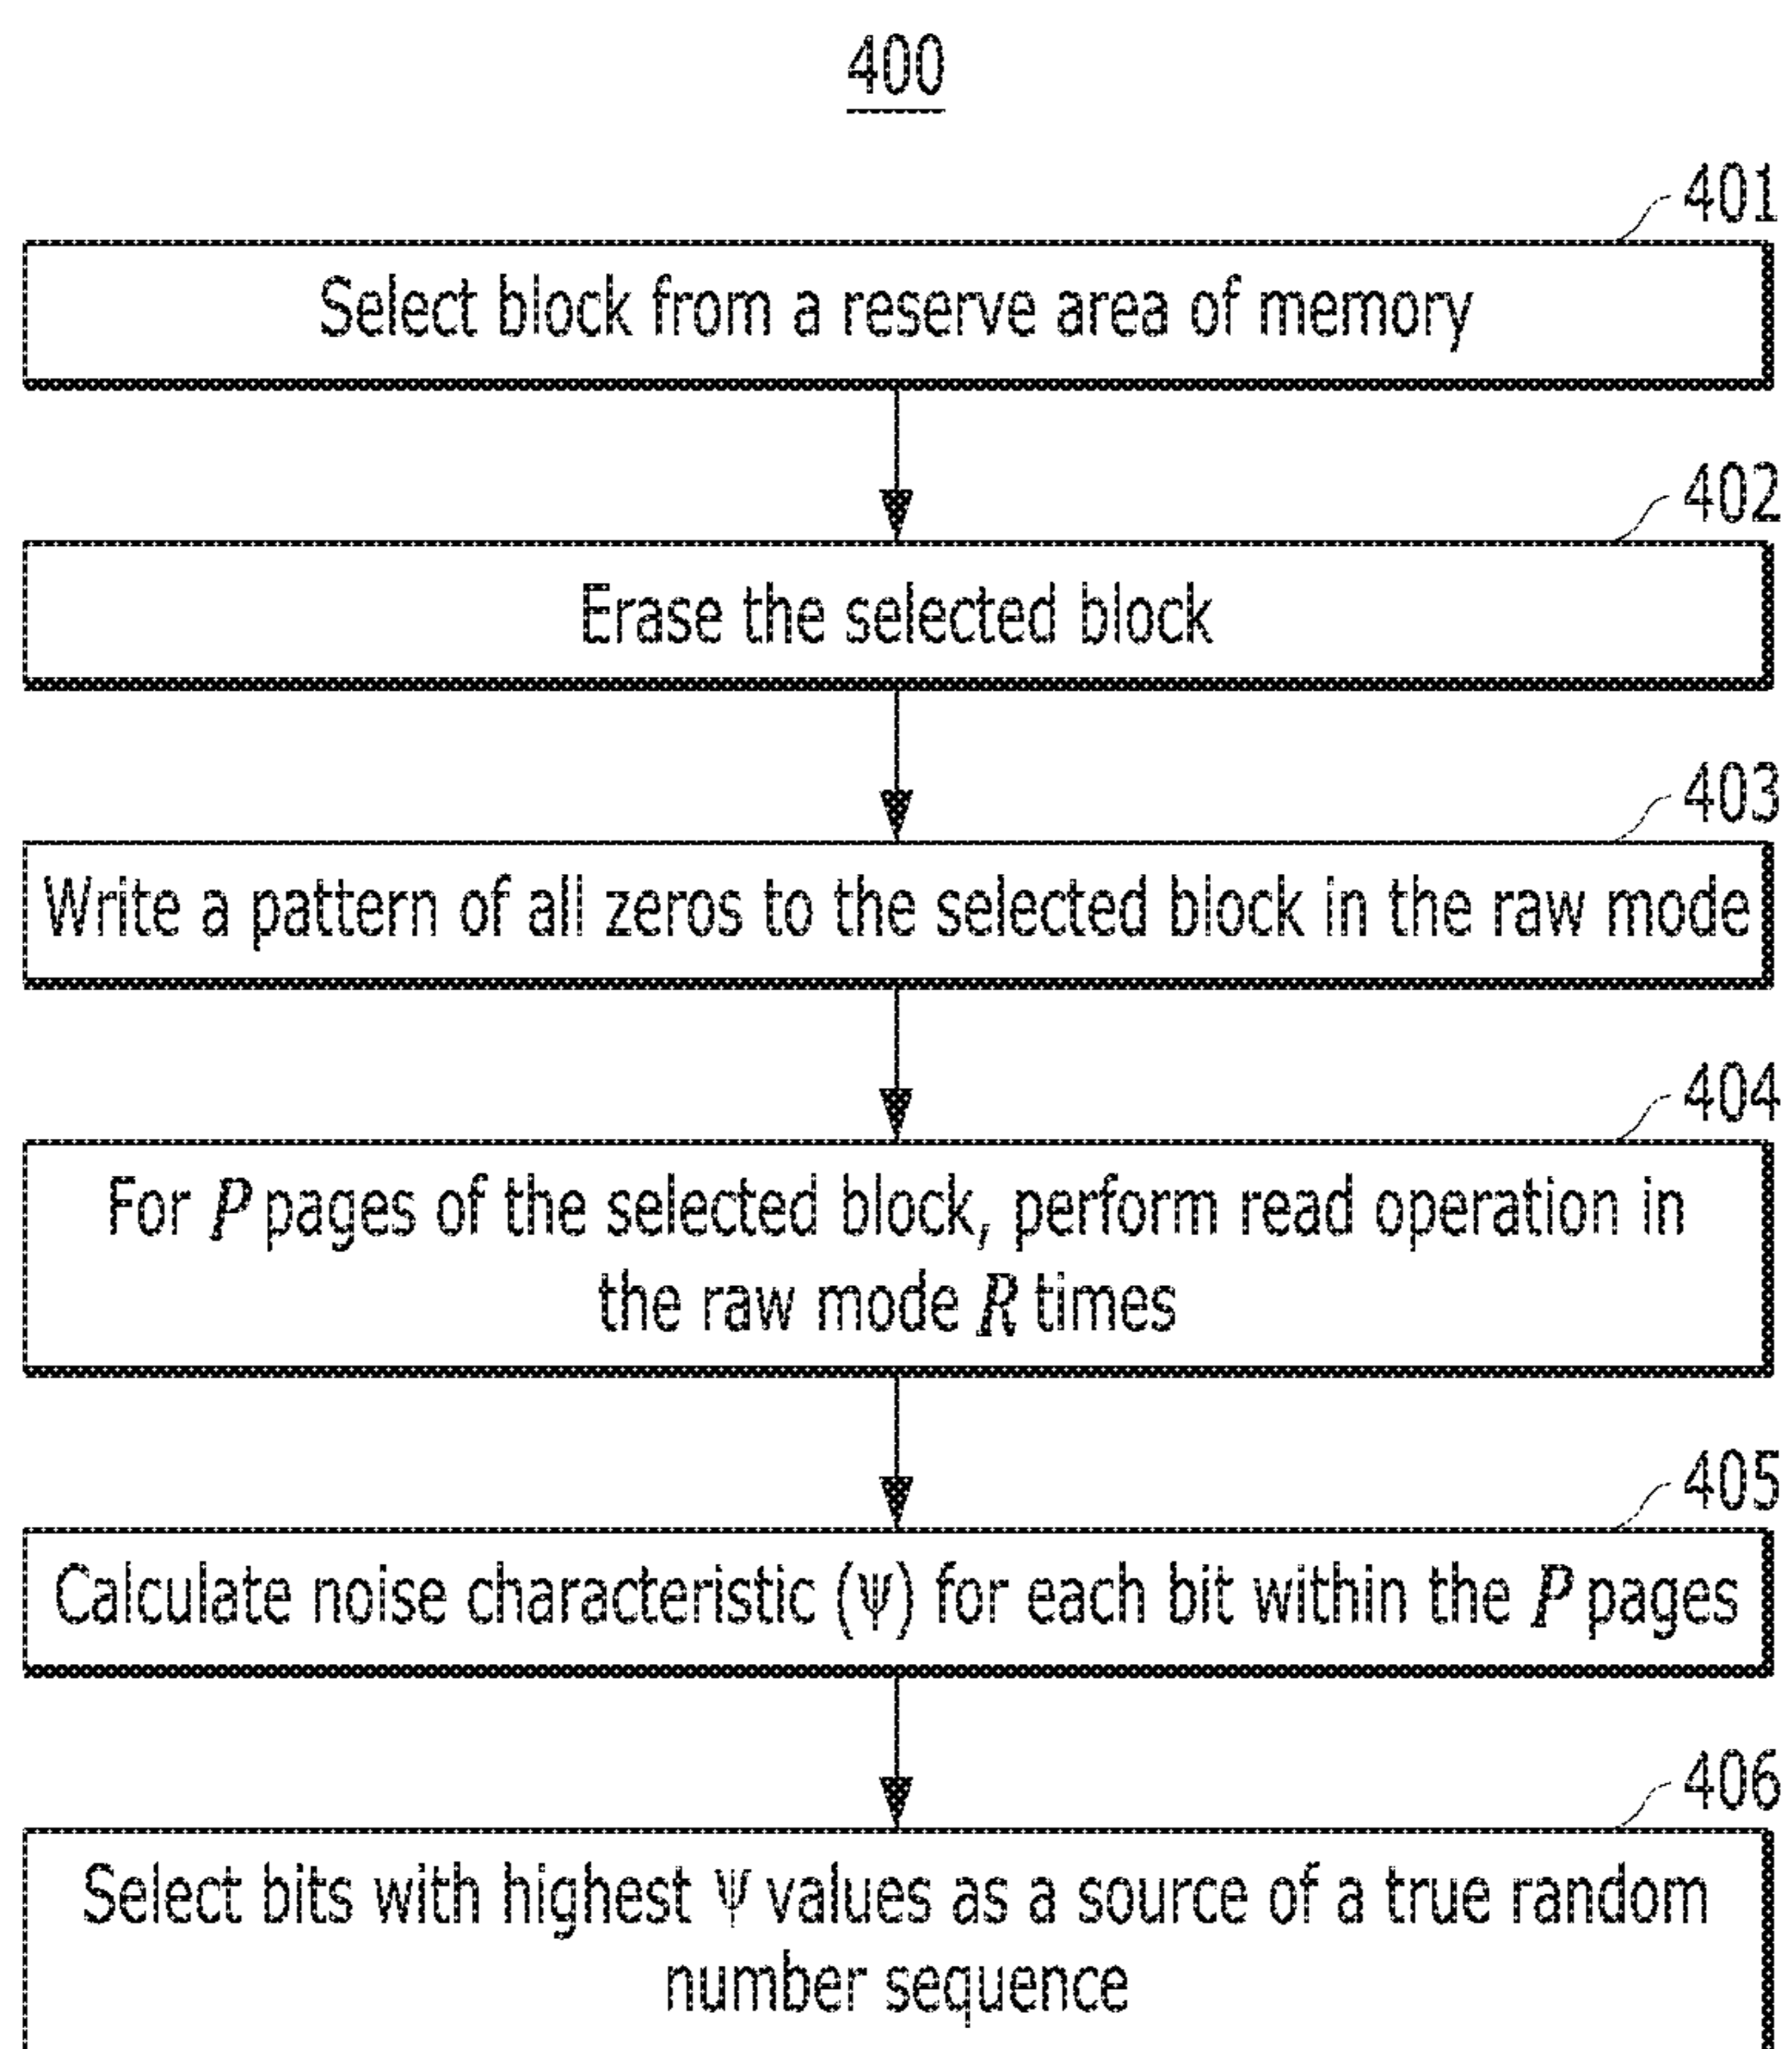 400
401
Select block from a reserve area of memory
402
Erase the selected block
403
Write a pattern of all zeros to the selected block in the raw mode
404
For P pages of the selected block, perform read operation in
the raw mode R times
405
Calculate noise characteristic (ψ) for each bit within the P pages
406
Select bits with highest ψ values as a source of a true random
number sequence